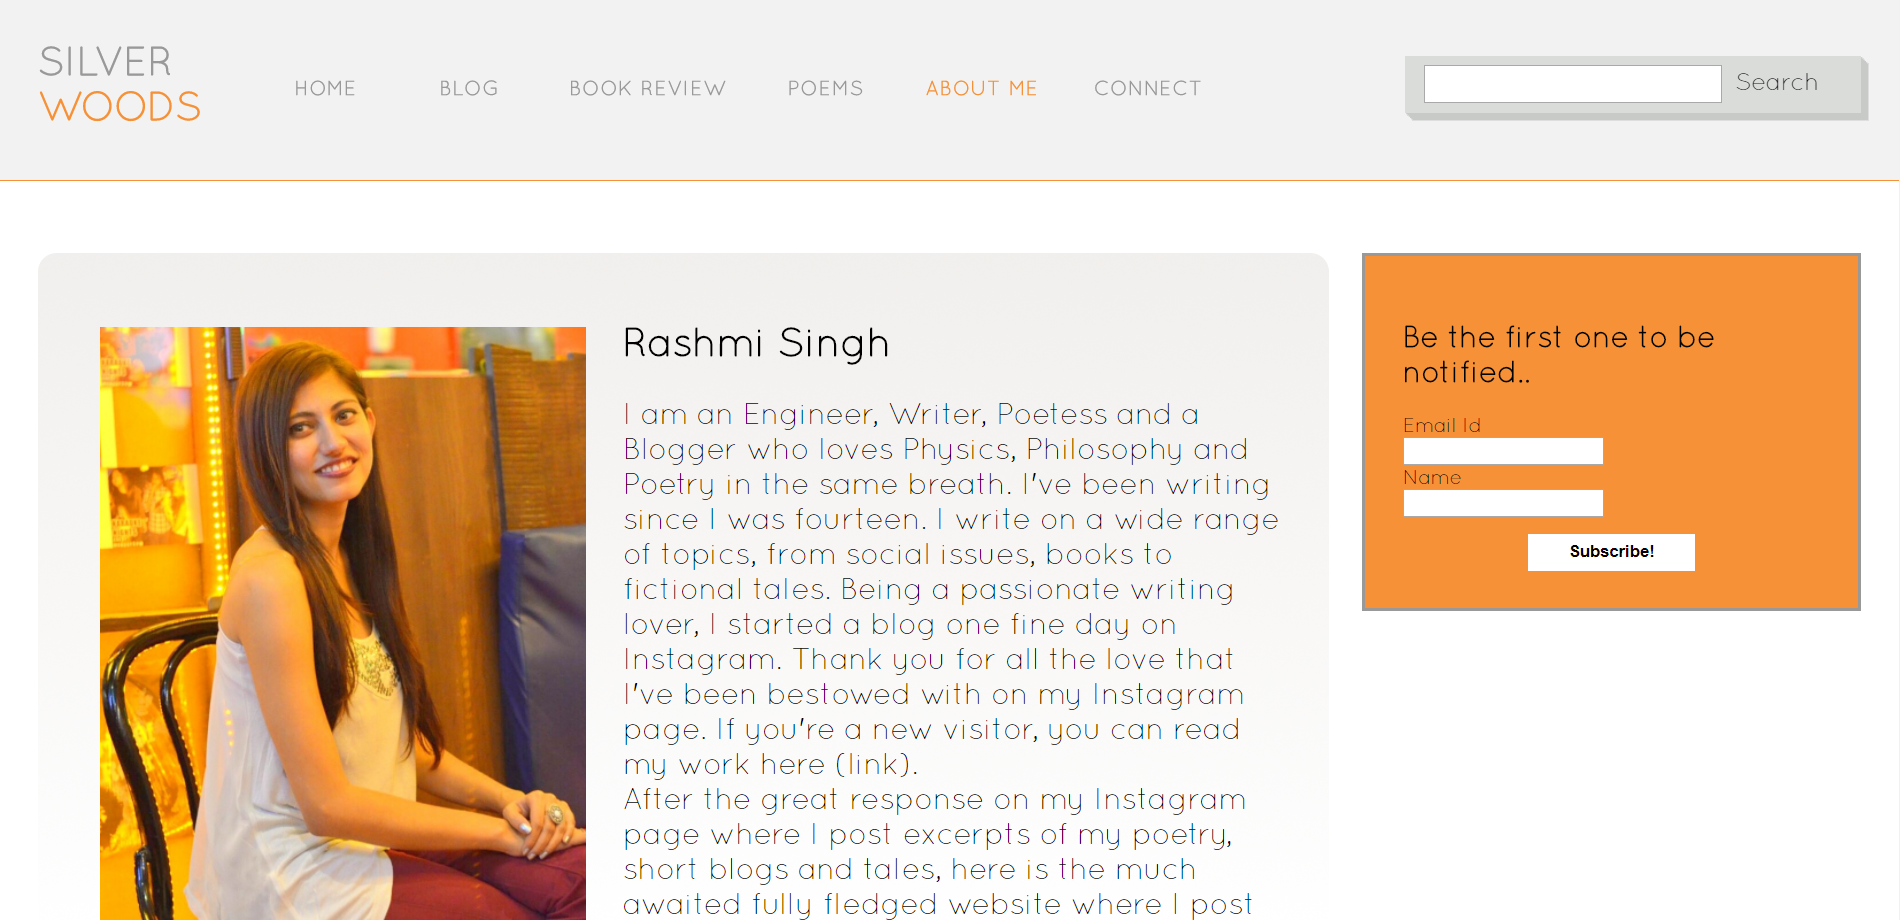 SILVER
WOODS
HOME
BLOG
BOOK REVIEW
POEMS
ABOUT ME
CONNECT
Search
Rashmi Singh
I am an Engineer, Writer, Poetess and a
Blogger who loves Physics, Philosophy and
Poetry in the same breath. I've been writing
since I was fourteen. I write on a wide range
of topics, from social issues, books to
fictional tales. Being a passionate writing
lover, I started a blog one fine day on
Instagram. Thank you for all the love that
I've been bestowed with on my Instagram
page. If you're a new visitor, you can read
my work here (link).
After the great response on my Instagram
page where I post excerpts of my poetry,
short blogs and tales, here is the much
awaited fully fledged website where I post
Be the first one to be
notified..
Email Id
Name
Subscribe!